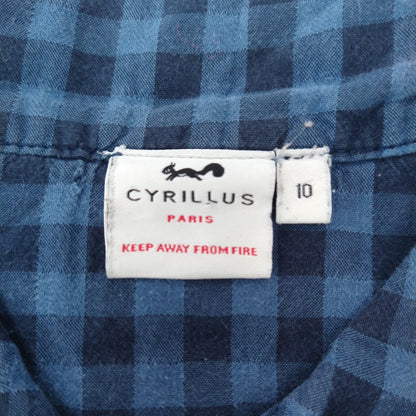 CYRILLUS
PARIS
KEEP AWAY FROM FIRE
10